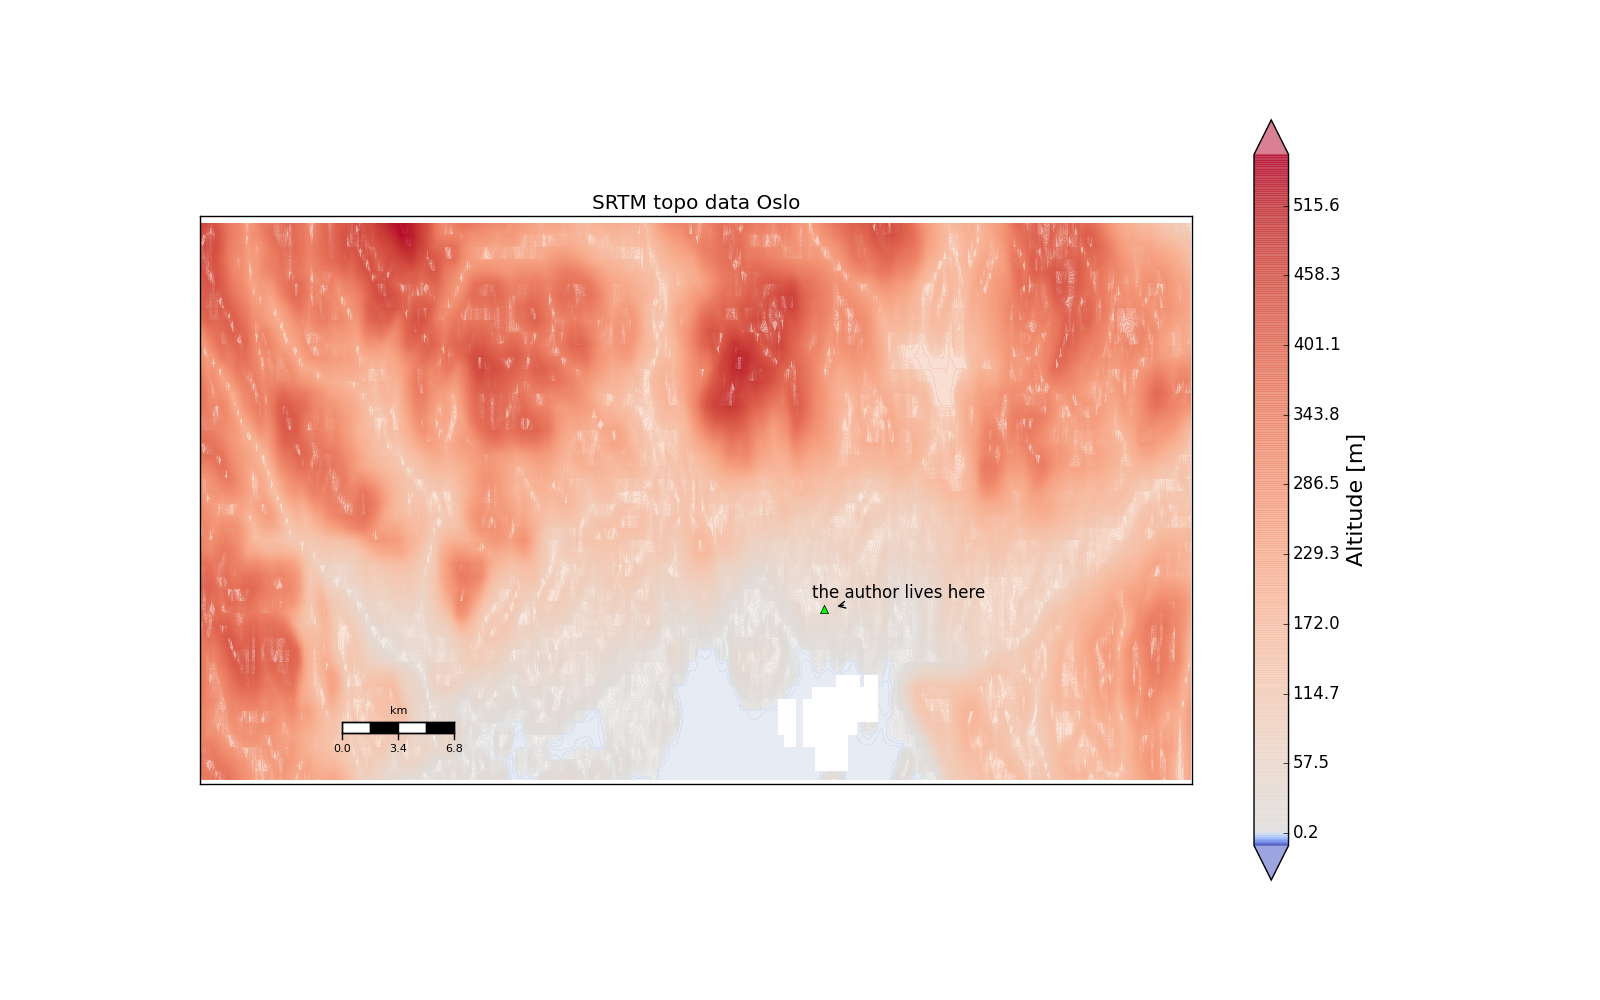 SRTM topo data Oslo
the author lives here
km
0.0 3.4 6.8
515.6
458.3
401.1
343.8
286.5
229.3
172.0
114.7
57.5
0.2
Altitude [m]